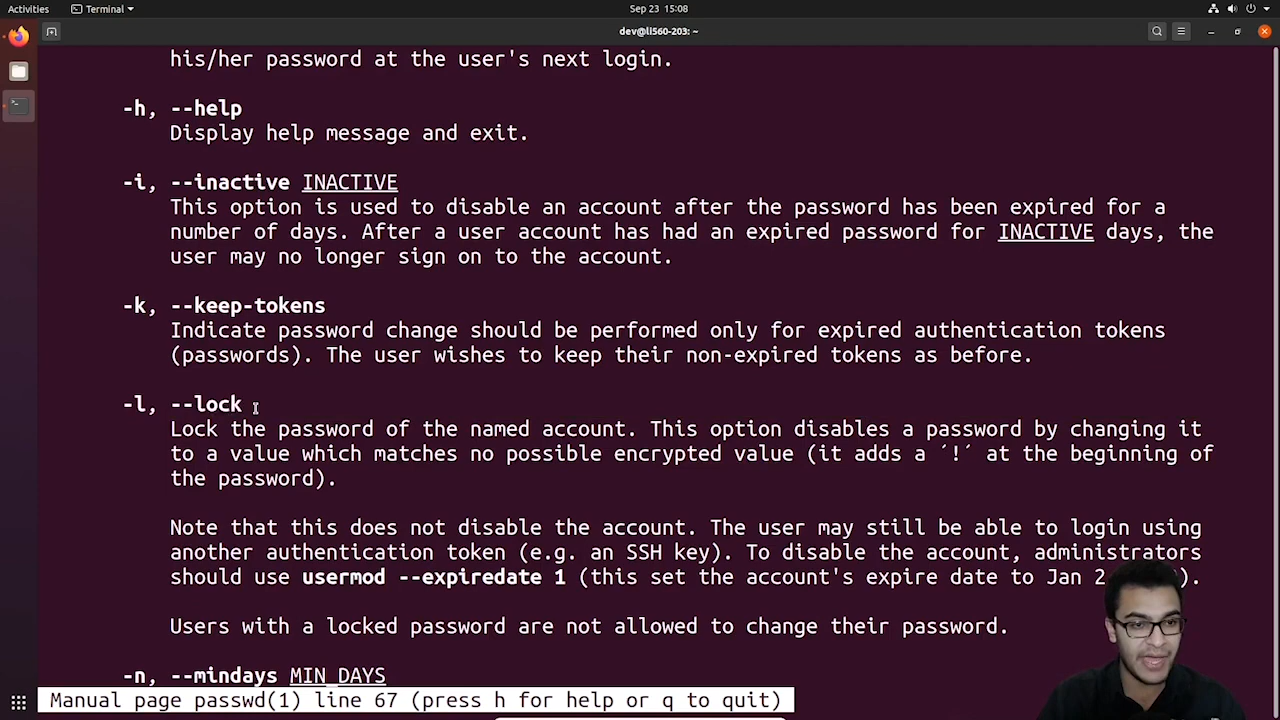 Activities
Terminal
Sep 23 15:08
dev@li560-203: ~
his/her password at the user's next login.
-h, --help
Display help message and exit.
-i, --inactive INACTIVE
This option is used to disable an account after the password has been expired for a
number of days. After a user account has had an expired password for INACTIVE days, the
user may no longer sign on to the account.
-k, --keep-tokens
Indicate password change should be performed only for expired authentication tokens
(passwords). The user wishes to keep their non-expired tokens as before.
-l, --lock
Lock the password of the named account. This option disables a password by changing it
to a value which matches no possible encrypted value (it adds a ´!´ at the beginning of
the password).
Note that this does not disable the account. The user may still be able to login using
another authentication token (e.g. an SSH key). To disable the account, administrators
should use usermod --expiredate 1 (this set the account's expire date to Jan 2
Users with a locked password are not allowed to change their password.
-n, --mindays MIN_DAYS
Manual page passwd(1) line 67 (press h for help or q to quit)